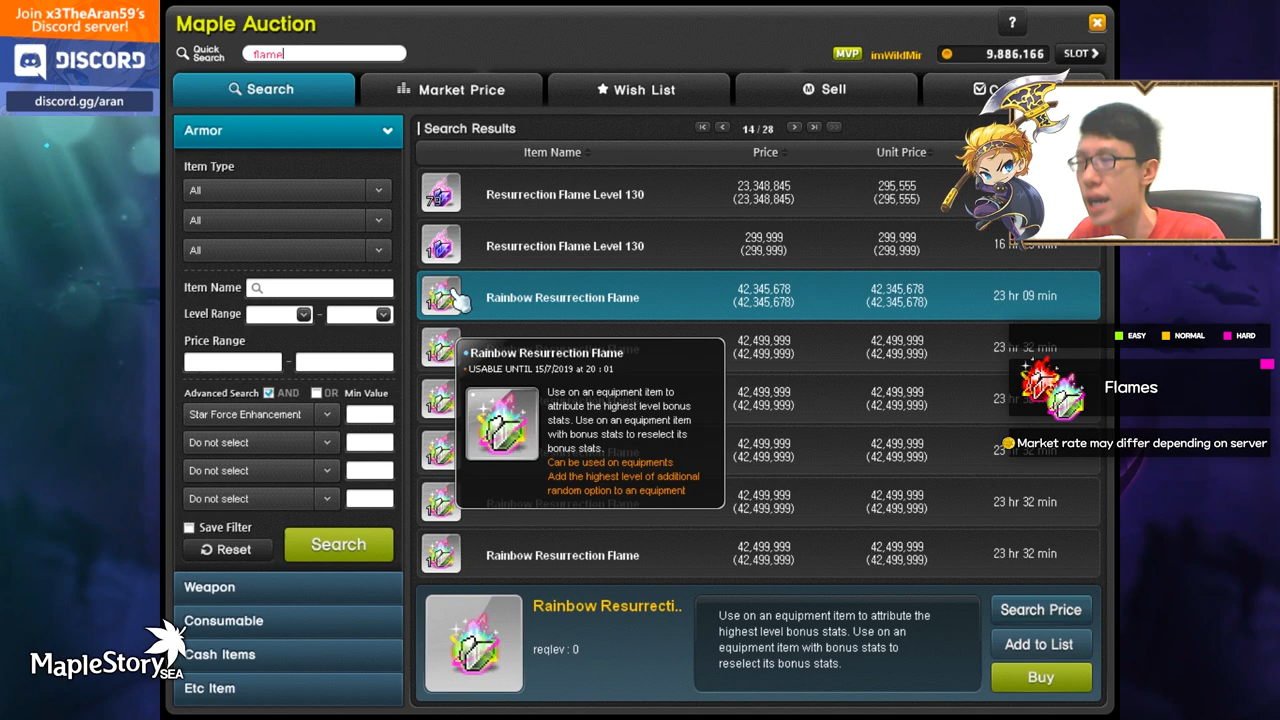 Join x3TheAran59's
Discord server!
DISCORD
discord.gg/aran
Maple Auction
?
Quick
Search
flame
MVP
imWildMir
9,886,166
SLOT
Search
Market Price
Wish List
Sell
Armor
Item Type
All
All
All
Item Name
Level Range
-
Price Range
-
Advanced Search AND OR Min Value
Star Force Enhancement
Do not select
Do not select
Do not select
Save Filter
Reset
Search
Weapon
Consumable
Cash Items
Etc Item
Search Results
14 / 28
Item Name Price Unit Price
Resurrection Flame Level 130 23,348,845 295,555
(23,348,845) (295,555)
Resurrection Flame Level 130 299,999 299,999
(299,999) (299,999)
Rainbow Resurrection Flame 42,345,678 42,345,678 23 hr 09 min
(42,345,678) (42,345,678)
42,499,999 42,499,999 23 hr 32 min
(42,499,999) (42,499,999)
42,499,999 42,499,999
(42,499,999) (42,499,999)
42,499,999 42,499,999
(42,499,999) (42,499,999)
42,499,999 42,499,999 23 hr 32 min
(42,499,999) (42,499,999)
Rainbow Resurrection Flame 42,499,999 42,499,999 23 hr 32 min
(42,499,999) (42,499,999)
Rainbow Resurrection Flame
USABLE UNTIL 15/7/2019 at 20 : 01
Use on an equipment item to
attribute the highest level bonus
stats. Use on an equipment item
with bonus stats to reselect its
bonus stats.
Can be used on equipments
Add the highest level of additional
random option to an equipment
EASY NORMAL HARD
Flames
Market rate may differ depending on server
Rainbow Resurrecti..
reqlev : 0
Use on an equipment item to attribute the
highest level bonus stats. Use on an
equipment item with bonus stats to
reselect its bonus stats.
Search Price
Add to List
Buy
MapleStory
SEA